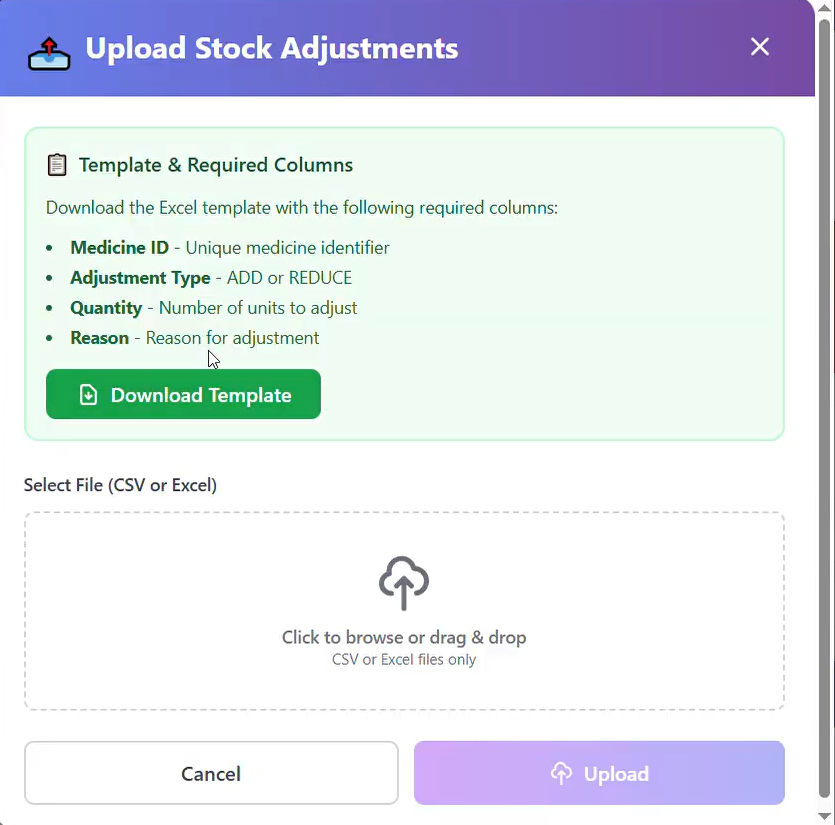 Upload Stock Adjustments
Template & Required Columns
Download the Excel template with the following required columns:
• Medicine ID - Unique medicine identifier
• Adjustment Type - ADD or REDUCE
• Quantity - Number of units to adjust
• Reason - Reason for adjustment
Download Template
Select File (CSV or Excel)
Click to browse or drag & drop
CSV or Excel files only
Cancel
Upload